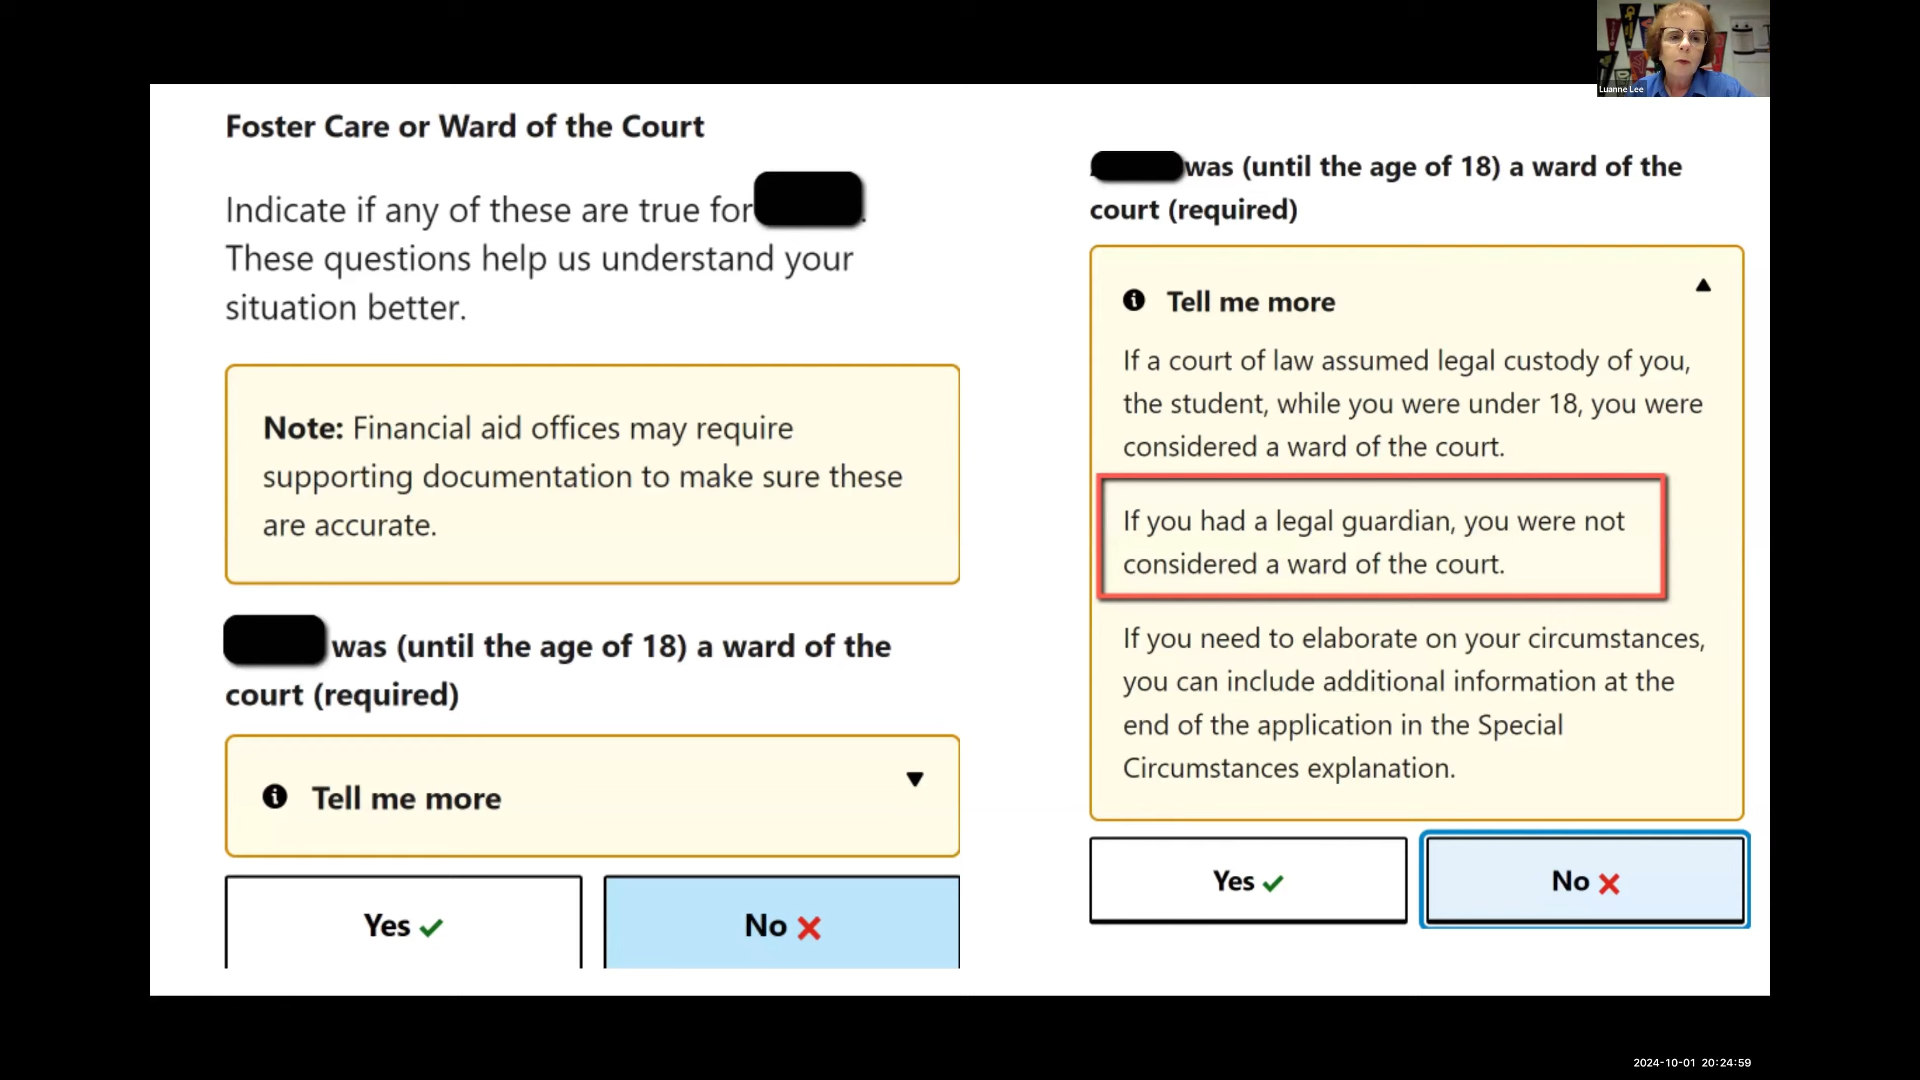 Luanne Lee
Foster Care or Ward of the Court
Indicate if any of these are true for .
These questions help us understand your
situation better.
Note: Financial aid offices may require
supporting documentation to make sure these
are accurate.
was (until the age of 18) a ward of the
court (required)
Tell me more
Yes
No
was (until the age of 18) a ward of the
court (required)
Tell me more
If a court of law assumed legal custody of you,
the student, while you were under 18, you were
considered a ward of the court.
If you had a legal guardian, you were not
considered a ward of the court.
If you need to elaborate on your circumstances,
you can include additional information at the
end of the application in the Special
Circumstances explanation.
Yes
No
2024-10-01 20:24:59